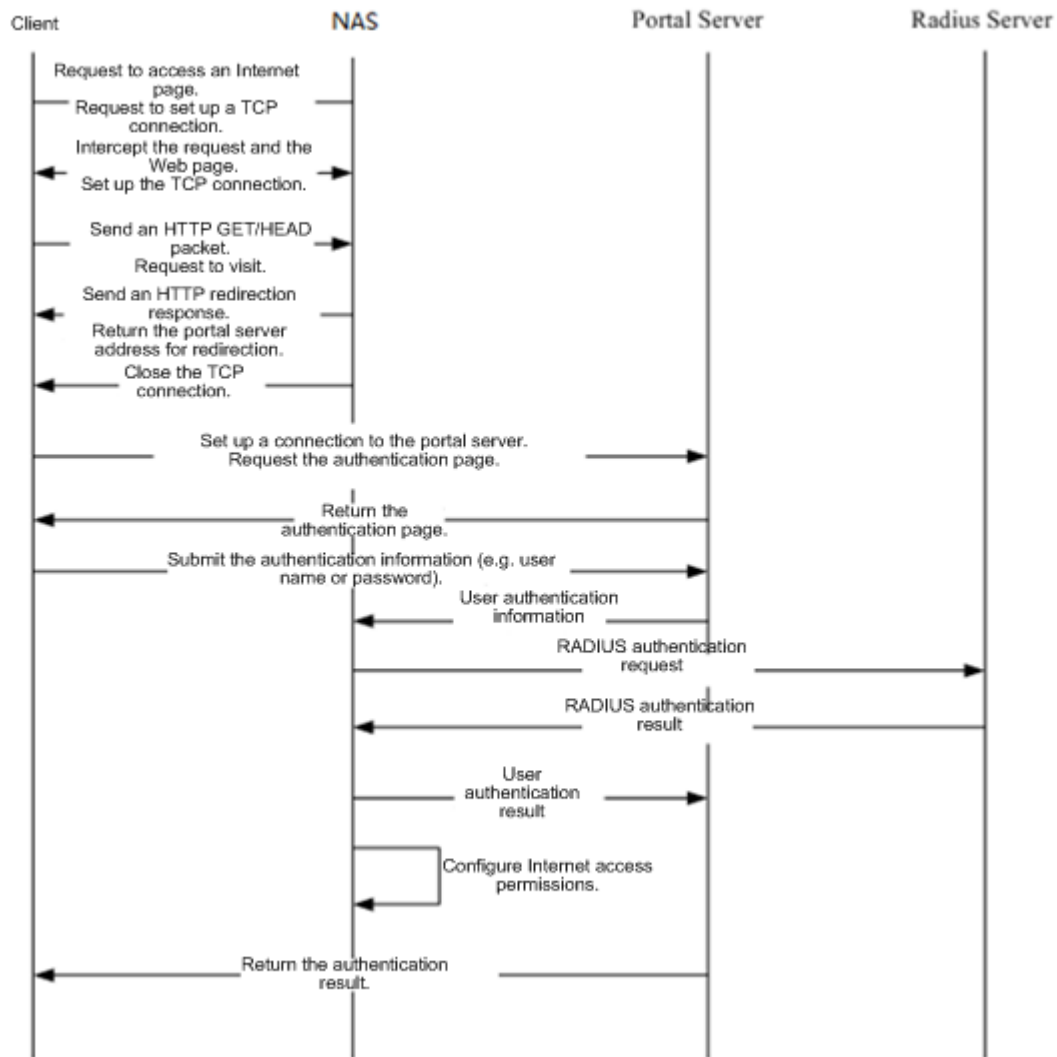 Client
NAS
Portal Server
Radius Server
Request to access an Internet
page.
Request to set up a TCP
connection.
Intercept the request and the
Web page.
Set up the TCP connection.
Send an HTTP GET/HEAD
packet.
Request to visit.
Send an HTTP redirection
response.
Return the portal server
address for redirection.
Close the TCP
connection.
Set up a connection to the portal server.
Request the authentication page.
Return the
authentication page.
Submit the authentication information (e.g. user
name or password).
User authentication
information
RADIUS authentication
request
RADIUS authentication
result
User
authentication
result
Configure Internet access
permissions.
Return the authentication
result.